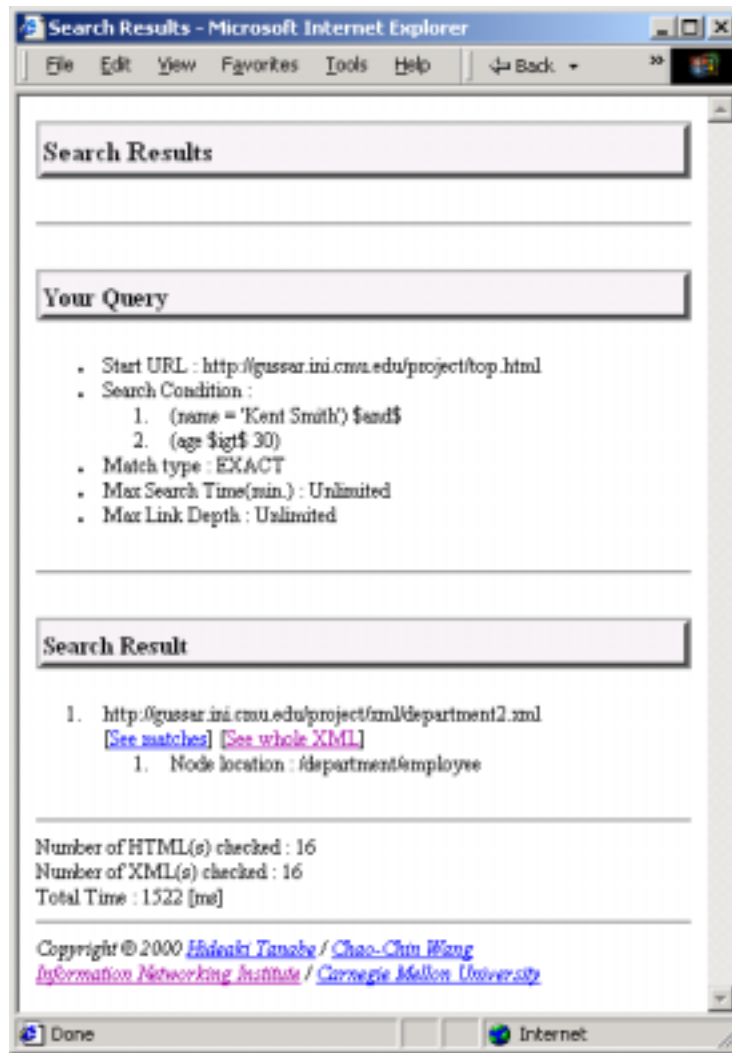 Search Results - Microsoft Internet Explorer
File Edit View Favorites Tools Help Back »
Search Results
Your Query
• Start URL : http://gussar.ini.cmu.edu/project/top.html
• Search Condition :
1. (name = 'Kent Smith') $and$
2. (age $igt$ 30)
• Match type : EXACT
• Max Search Time(min.) : Unlimited
• Max Link Depth : Unlimited
Search Result
1. http://gussar.ini.cmu.edu/project/xml/department2.xml
[See matches] [See whole XML]
1. Node location : /department/employee
Number of HTML(s) checked : 16
Number of XML(s) checked : 16
Total Time : 1522 [ms]
Copyright © 2000 Hideaki Tanabe / Chao-Chin Wang
Information Networking Institute / Carnegie Mellon University
Done Internet